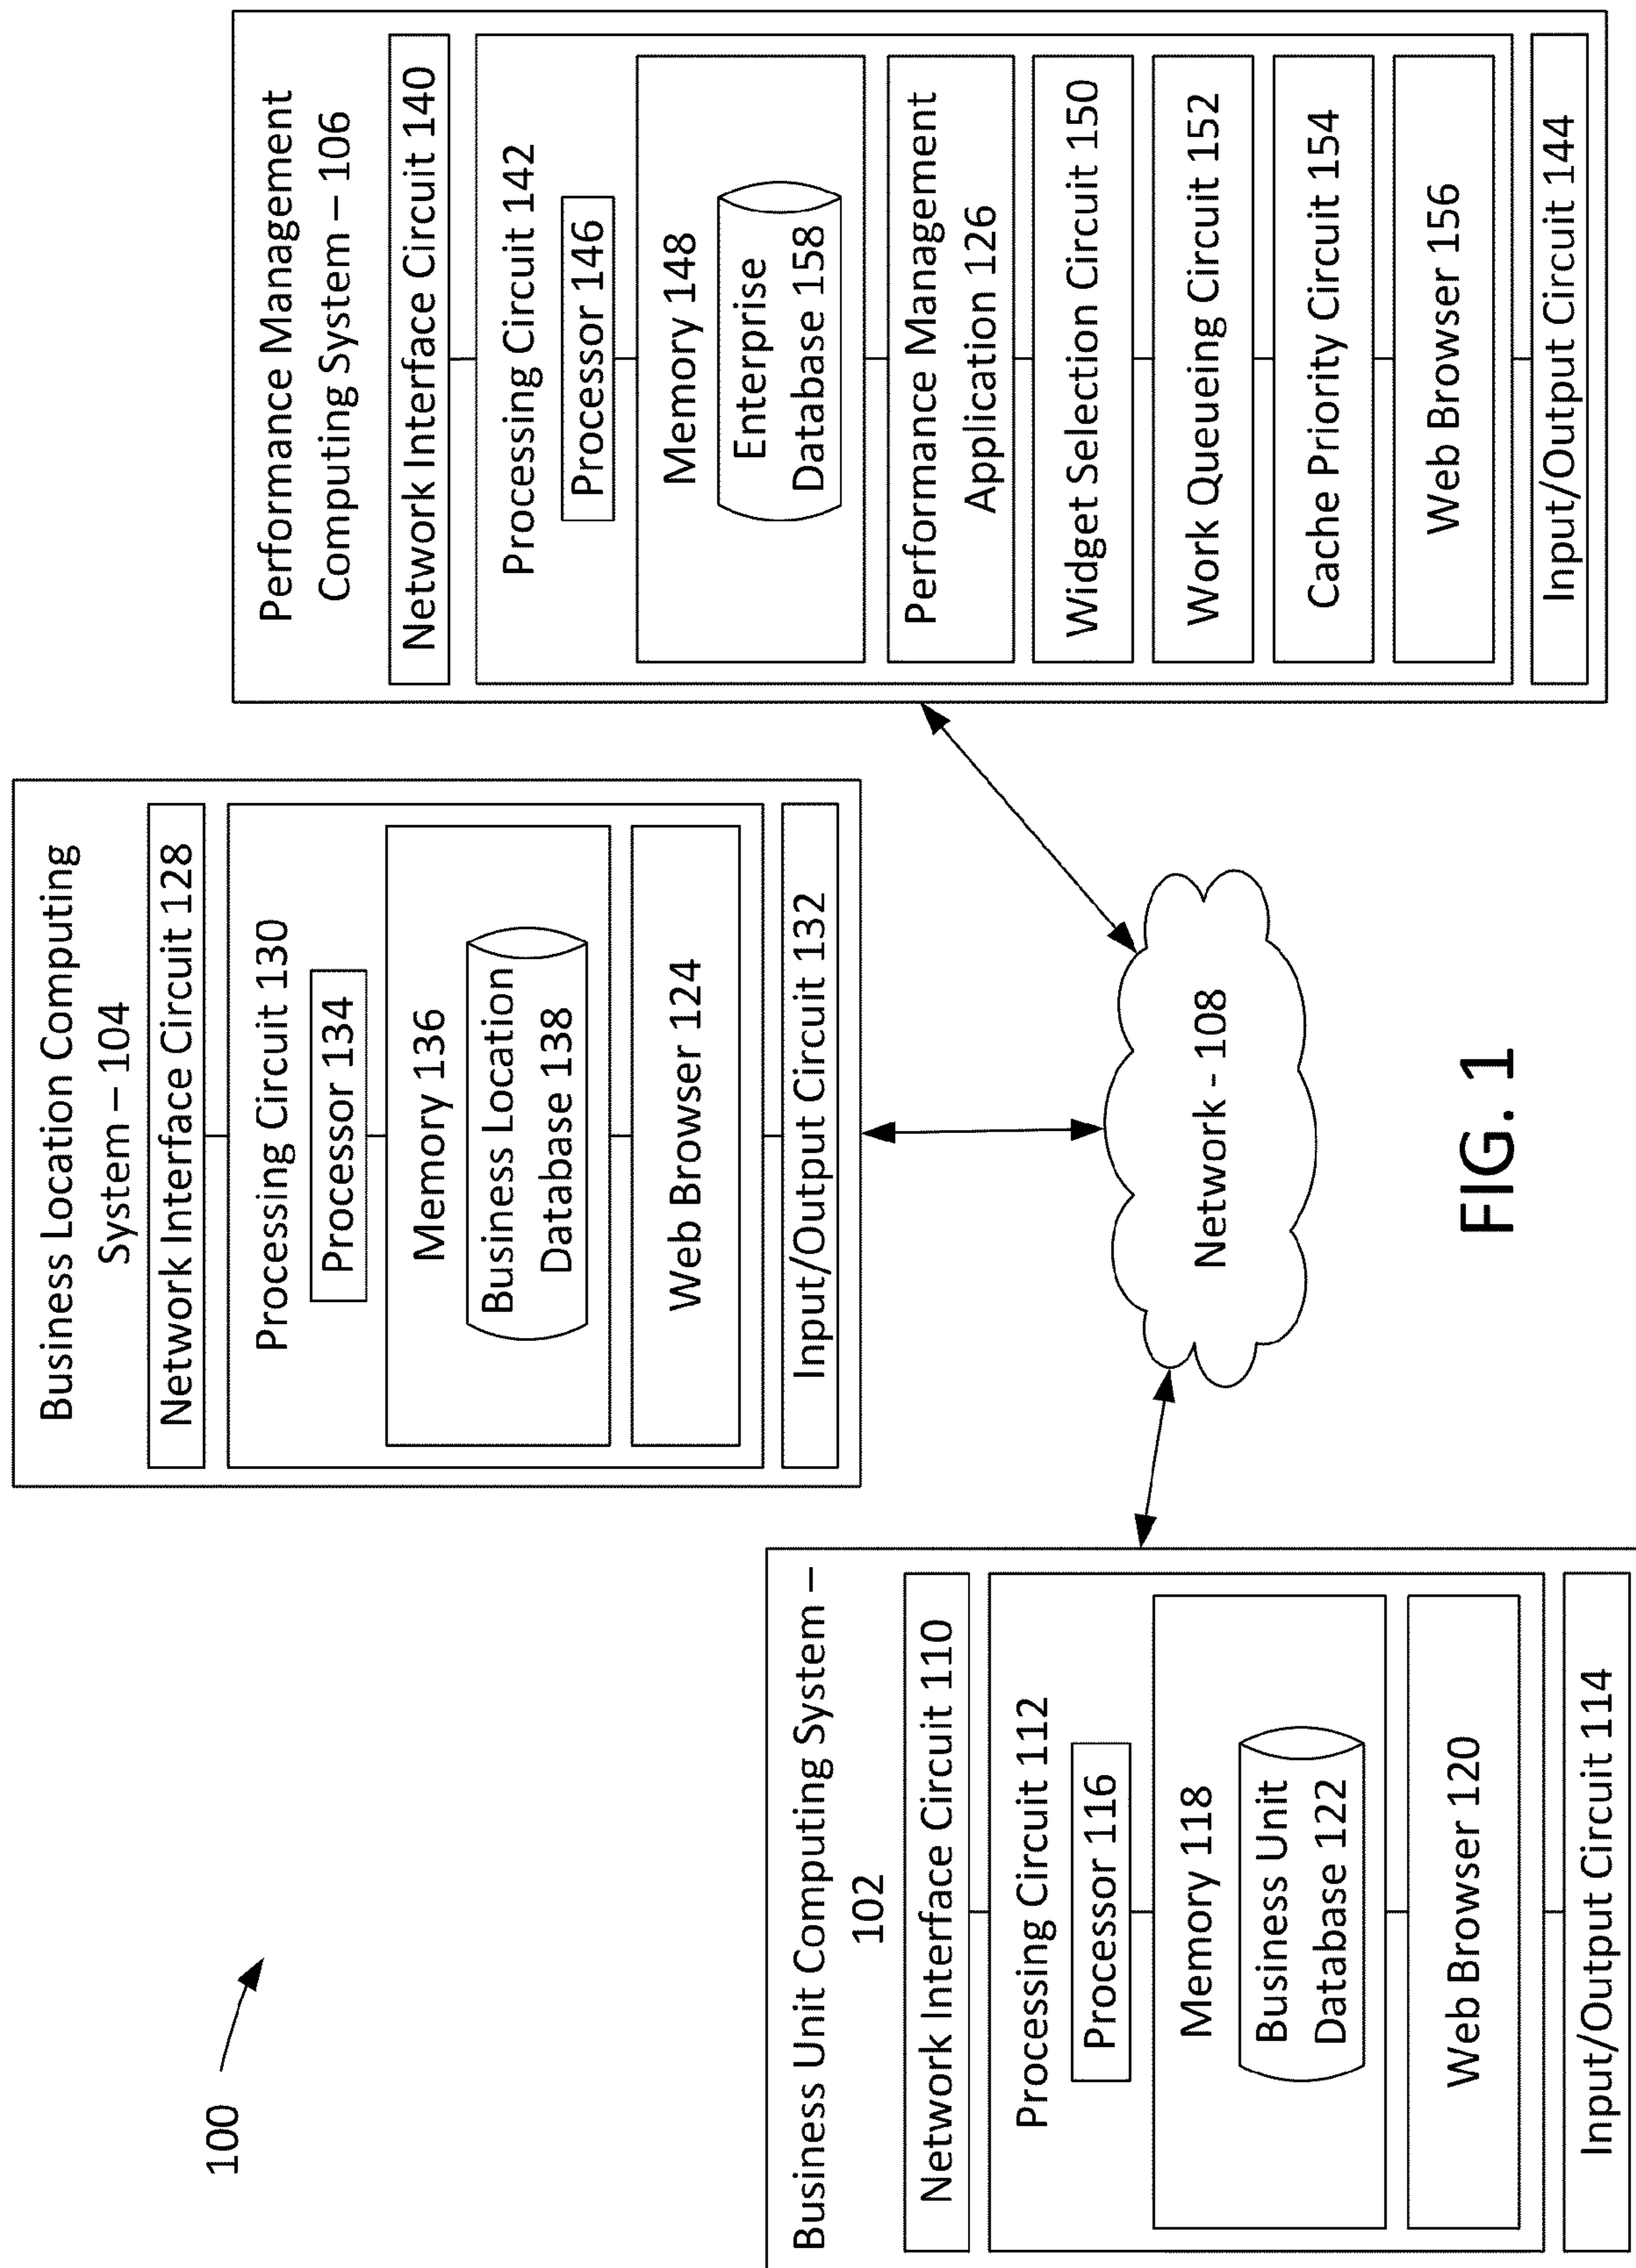 100
Business Unit Computing System –
102
Network Interface Circuit 110
Processing Circuit 112
Processor 116
Memory 118
Business Unit
Database 122
Web Browser 120
Input/Output Circuit 114
Business Location Computing
System – 104
Network Interface Circuit 128
Processing Circuit 130
Processor 134
Memory 136
Business Location
Database 138
Web Browser 124
Input/Output Circuit 132
Performance Management
Computing System – 106
Network Interface Circuit 140
Processing Circuit 142
Processor 146
Memory 148
Enterprise
Database 158
Performance Management
Application 126
Widget Selection Circuit 150
Work Queueing Circuit 152
Cache Priority Circuit 154
Web Browser 156
Input/Output Circuit 144
Network - 108
FIG. 1